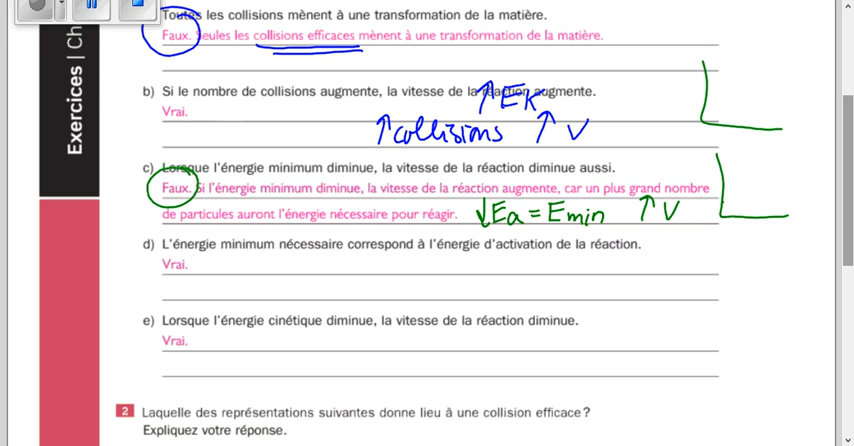 Exercices | Ch
Toutes les collisions mènent à une transformation de la matière.
Faux. Seules les collisions efficaces mènent à une transformation de la matière.
b) Si le nombre de collisions augmente, la vitesse de la réaction augmente.
↑EK
Vrai.
↑collisions ↑V
c) Lorsque l'énergie minimum diminue, la vitesse de la réaction diminue aussi.
Faux. Si l'énergie minimum diminue, la vitesse de la réaction augmente, car un plus grand nombre
de particules auront l'énergie nécessaire pour réagir. ↓Ea = Emin ↑V
d) L'énergie minimum nécessaire correspond à l'énergie d'activation de la réaction.
Vrai.
e) Lorsque l'énergie cinétique diminue, la vitesse de la réaction diminue.
Vrai.
2 Laquelle des représentations suivantes donne lieu à une collision efficace ?
Expliquez votre réponse.